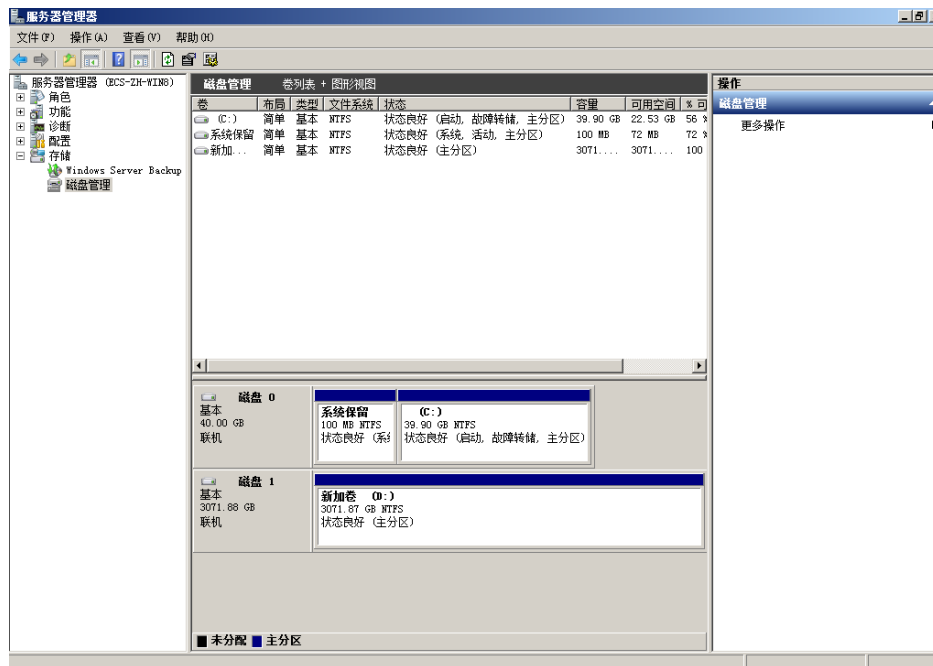 服务器管理器
文件(F) 操作(A) 查看(V) 帮助(H)
服务器管理器 (ECS-ZH-WIN8)
角色
功能
诊断
配置
存储
Windows Server Backup
磁盘管理
磁盘管理 卷列表 + 图形视图
卷 布局 类型 文件系统 状态 容量 可用空间 % 可
(C:) 简单 基本 NTFS 状态良好 (启动, 故障转储, 主分区) 39.90 GB 22.53 GB 56 %
系统保留 简单 基本 NTFS 状态良好 (系统, 活动, 主分区) 100 MB 72 MB 72 %
新加... 简单 基本 NTFS 状态良好 (主分区) 3071.... 3071.... 100
磁盘 0
基本
40.00 GB
联机
系统保留
100 MB NTFS
状态良好 (系
(C:)
39.90 GB NTFS
状态良好 (启动, 故障转储, 主分区)
磁盘 1
基本
3071.88 GB
联机
新加卷 (D:)
3071.87 GB NTFS
状态良好 (主分区)
未分配 主分区
操作
磁盘管理
更多操作